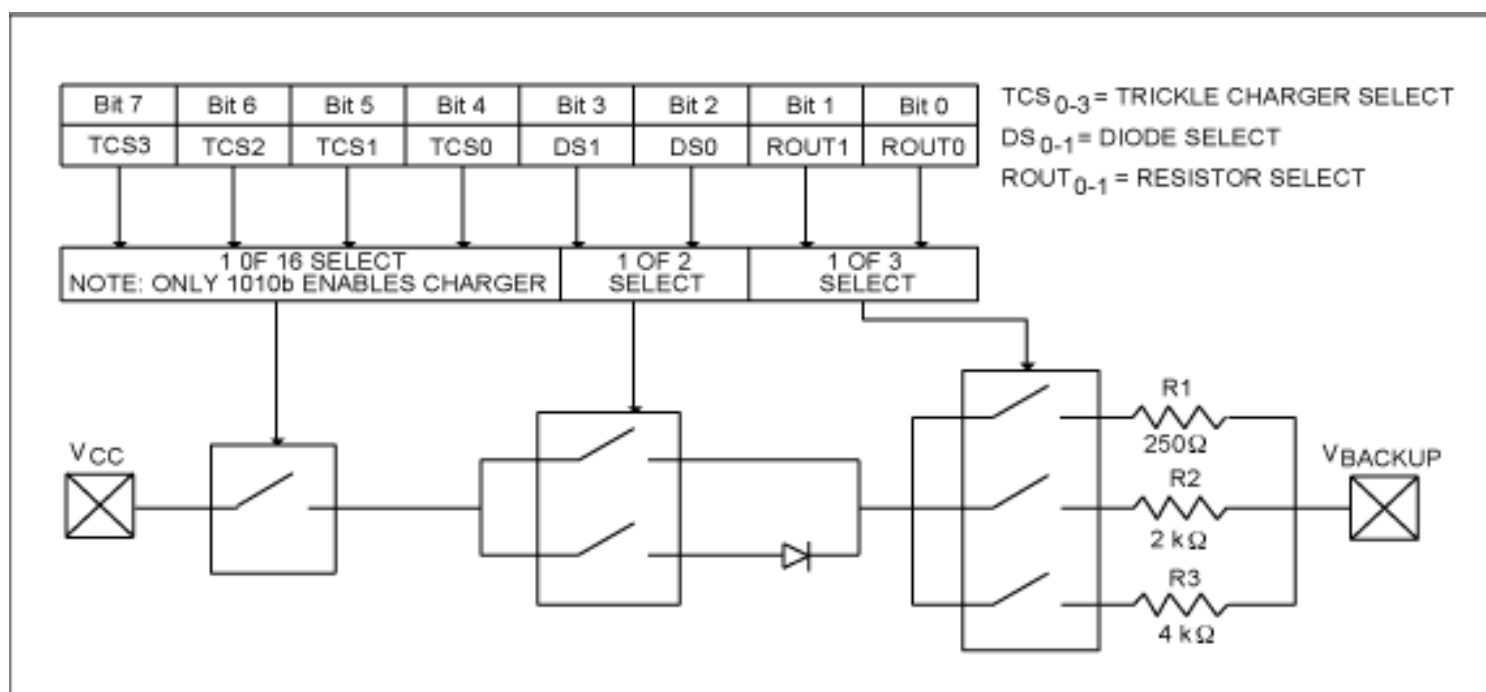 Bit 7 Bit 6 Bit 5 Bit 4 Bit 3 Bit 2 Bit 1 Bit 0
TCS3 TCS2 TCS1 TCS0 DS1 DS0 ROUT1 ROUT0
TCS0-3 = TRICKLE CHARGER SELECT
DS0-1 = DIODE SELECT
ROUT0-1 = RESISTOR SELECT
1 0F 16 SELECT
NOTE: ONLY 1010b ENABLES CHARGER
1 OF 2
SELECT
1 OF 3
SELECT
VCC
R1
250Ω
R2
2 kΩ
R3
4 kΩ
VBACKUP